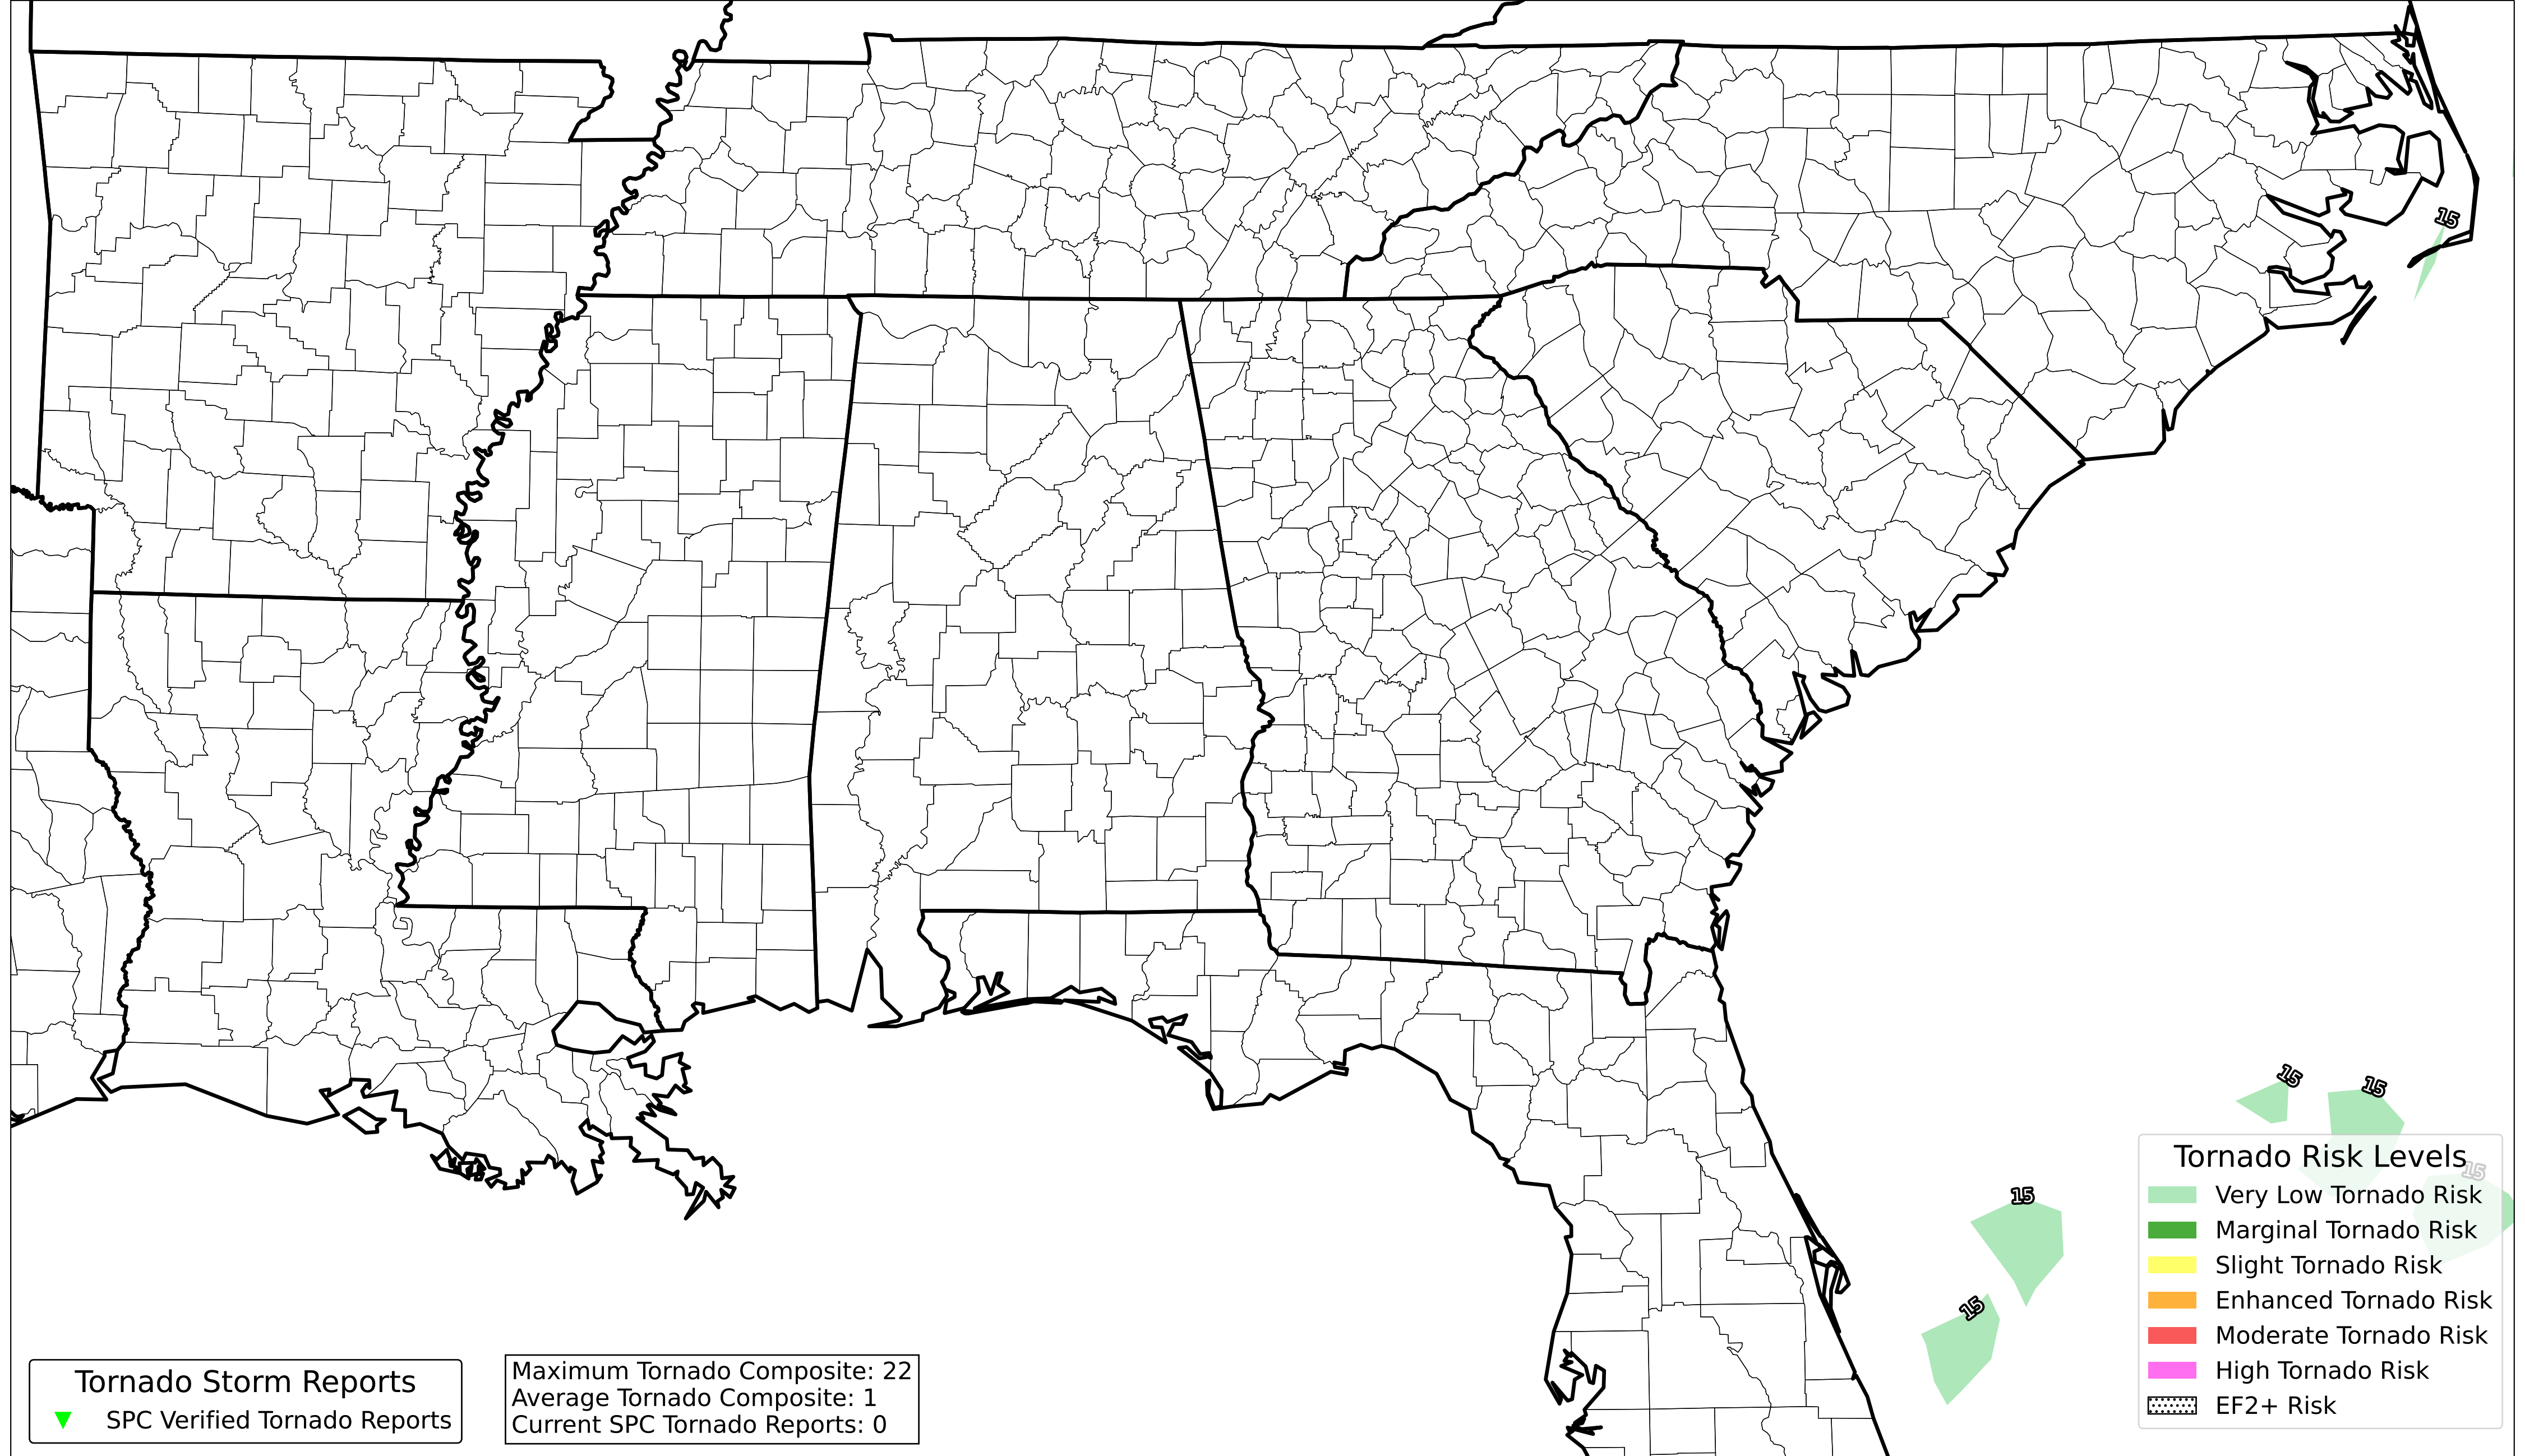 15
15
15
15
15
15
Tornado Risk Levels
Very Low Tornado Risk
Marginal Tornado Risk
Slight Tornado Risk
Enhanced Tornado Risk
Moderate Tornado Risk
High Tornado Risk
EF2+ Risk
Tornado Storm Reports
SPC Verified Tornado Reports
Maximum Tornado Composite: 22
Average Tornado Composite: 1
Current SPC Tornado Reports: 0